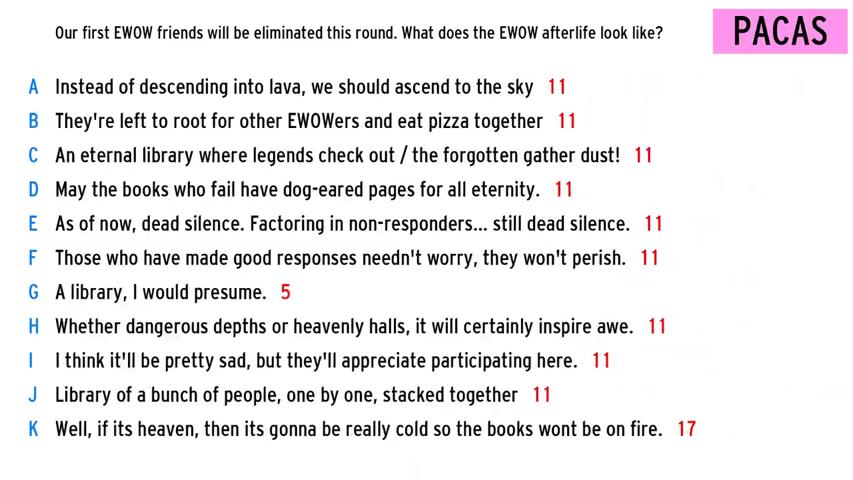 Our first EWOW friends will be eliminated this round. What does the EWOW afterlife look like?
PACAS
A Instead of descending into lava, we should ascend to the sky 11
B They're left to root for other EWOWers and eat pizza together 11
C An eternal library where legends check out / the forgotten gather dust! 11
D May the books who fail have dog-eared pages for all eternity. 11
E As of now, dead silence. Factoring in non-responders... still dead silence. 11
F Those who have made good responses needn't worry, they won't perish. 11
G A library, I would presume. 5
H Whether dangerous depths or heavenly halls, it will certainly inspire awe. 11
I I think it'll be pretty sad, but they'll appreciate participating here. 11
J Library of a bunch of people, one by one, stacked together 11
K Well, if its heaven, then its gonna be really cold so the books wont be on fire. 17